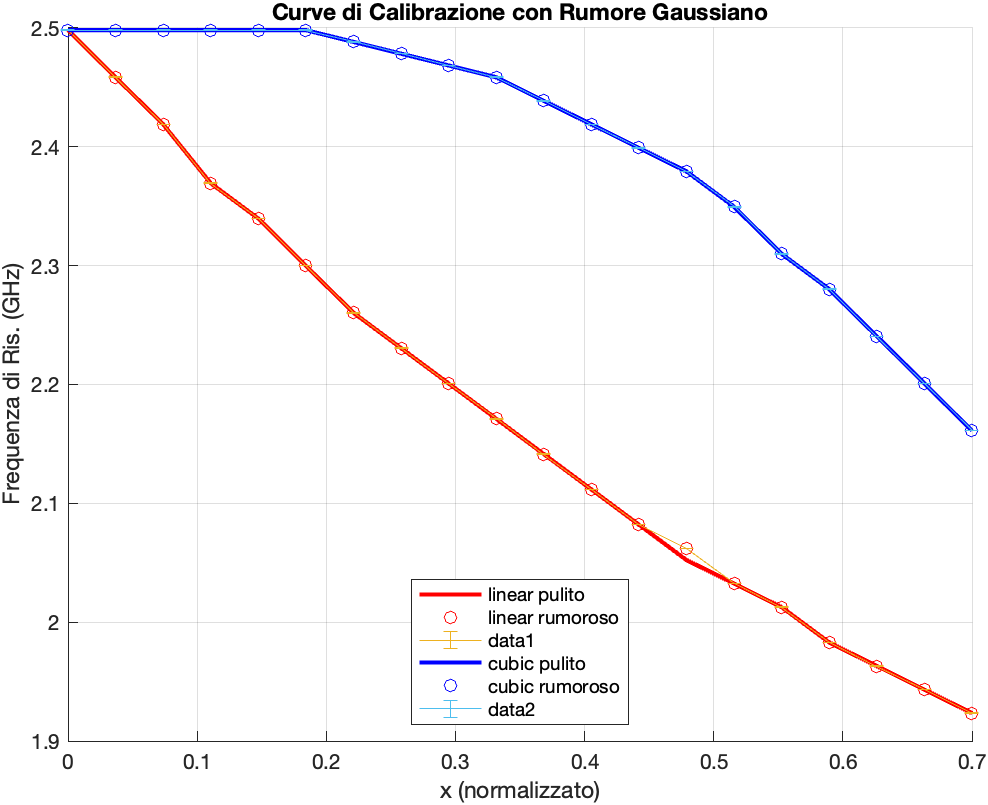 Curve di Calibrazione con Rumore Gaussiano
Frequenza di Ris. (GHz)
2.5
2.4
2.3
2.2
2.1
2
1.9
linear pulito
linear rumoroso
data1
cubic pulito
cubic rumoroso
data2
0 0.1 0.2 0.3 0.4 0.5 0.6 0.7
x (normalizzato)